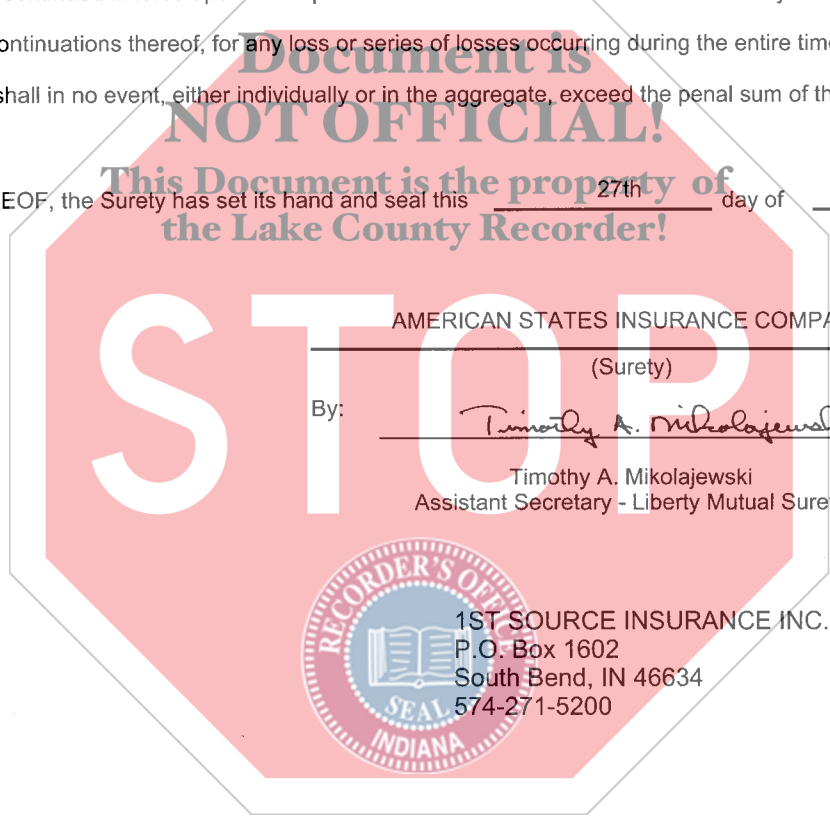 ontinuations thereof, for any loss or series of losses occurring during the entire time
shall in no event, either individually or in the aggregate, exceed the penal sum of th
Document is
NOT OFFICIAL!
This Document is the property of
the Lake County Recorder!
EOF, the Surety has set its hand and seal this 27th day of
STOP
AMERICAN STATES INSURANCE COMPA
(Surety)
By: Timothy A. Mikolajewsk
Timothy A. Mikolajewski
Assistant Secretary - Liberty Mutual Sure
RECORDER'S OFFICE
SEAL
INDIANA
1ST SOURCE INSURANCE INC.
P.O. Box 1602
South Bend, IN 46634
574-271-5200